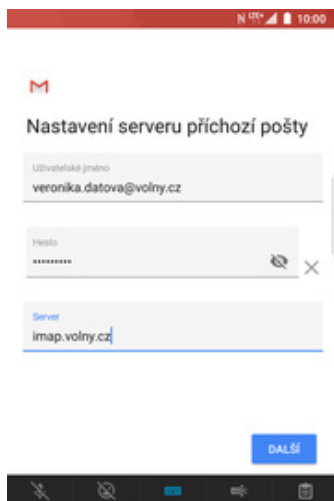 10:00
Nastavení serveru příchozí pošty
Uživatelské jméno
veronika.datova@volny.cz
Heslo
•••••••••
Server
imap.volny.cz
DALŠÍ